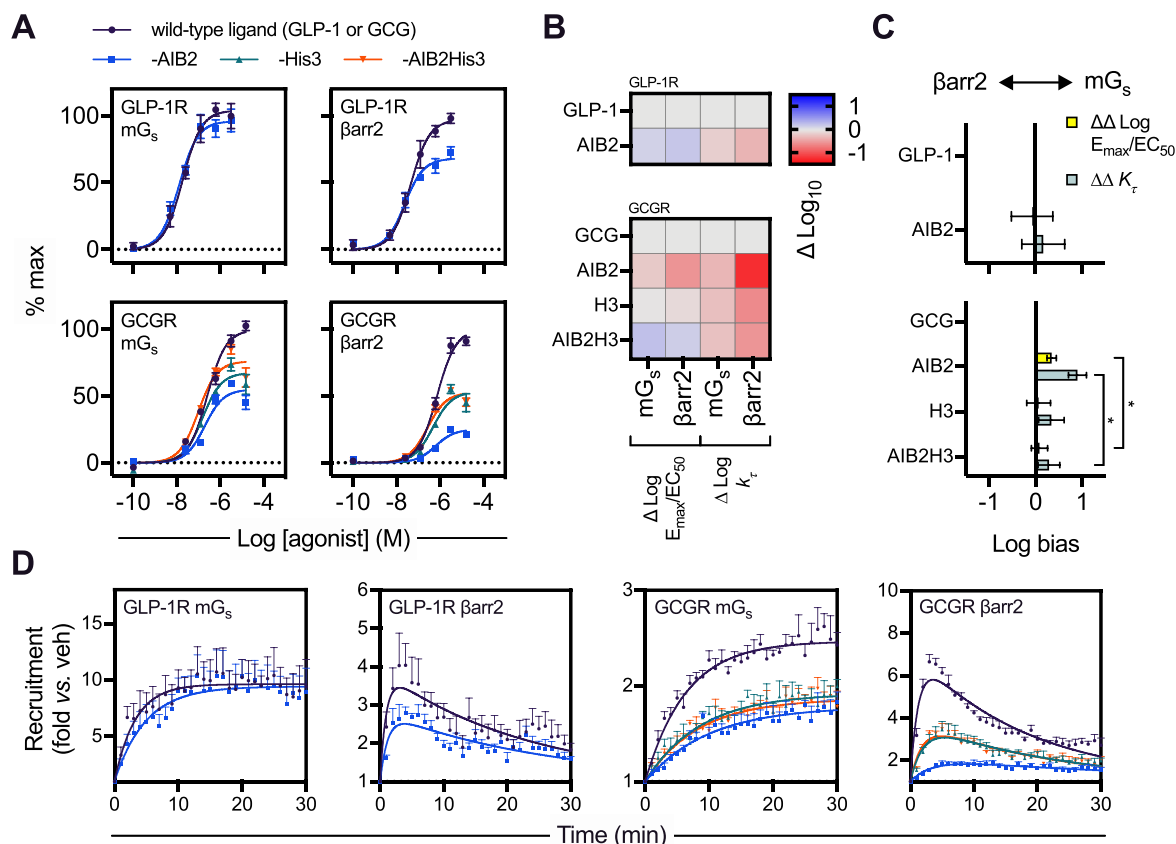 A
wild-type ligand (GLP-1 or GCG)
-AIB2 -His3 -AIB2His3
% max
GLP-1R
mGs
100
50
0
GLP-1R
βarr2
GCGR
mGs
100
50
0
-10 -8 -6 -4 -2
GCGR
βarr2
-10 -8 -6 -4 -2
Log [agonist] (M)
B
GLP-1R
GLP-1
AIB2
1
0
-1
Δ Log10
GCGR
GCG
AIB2
H3
AIB2H3
mGs βarr2 mGs βarr2
Δ Log
Emax/EC50
Δ Log
kτ
C
βarr2 mGs
ΔΔ Log
Emax/EC50
ΔΔ Kτ
GLP-1
AIB2
GCG
AIB2
H3
AIB2H3
*
*
-1 0 1
Log bias
D
Recruitment
(fold vs. veh)
GLP-1R mGs
15
10
5
0 10 20 30
GLP-1R βarr2
6
5
4
3
2
1
0 10 20 30
GCGR mGs
3
2
1
0 10 20 30
GCGR βarr2
10
8
6
4
2
0 10 20 30
Time (min)